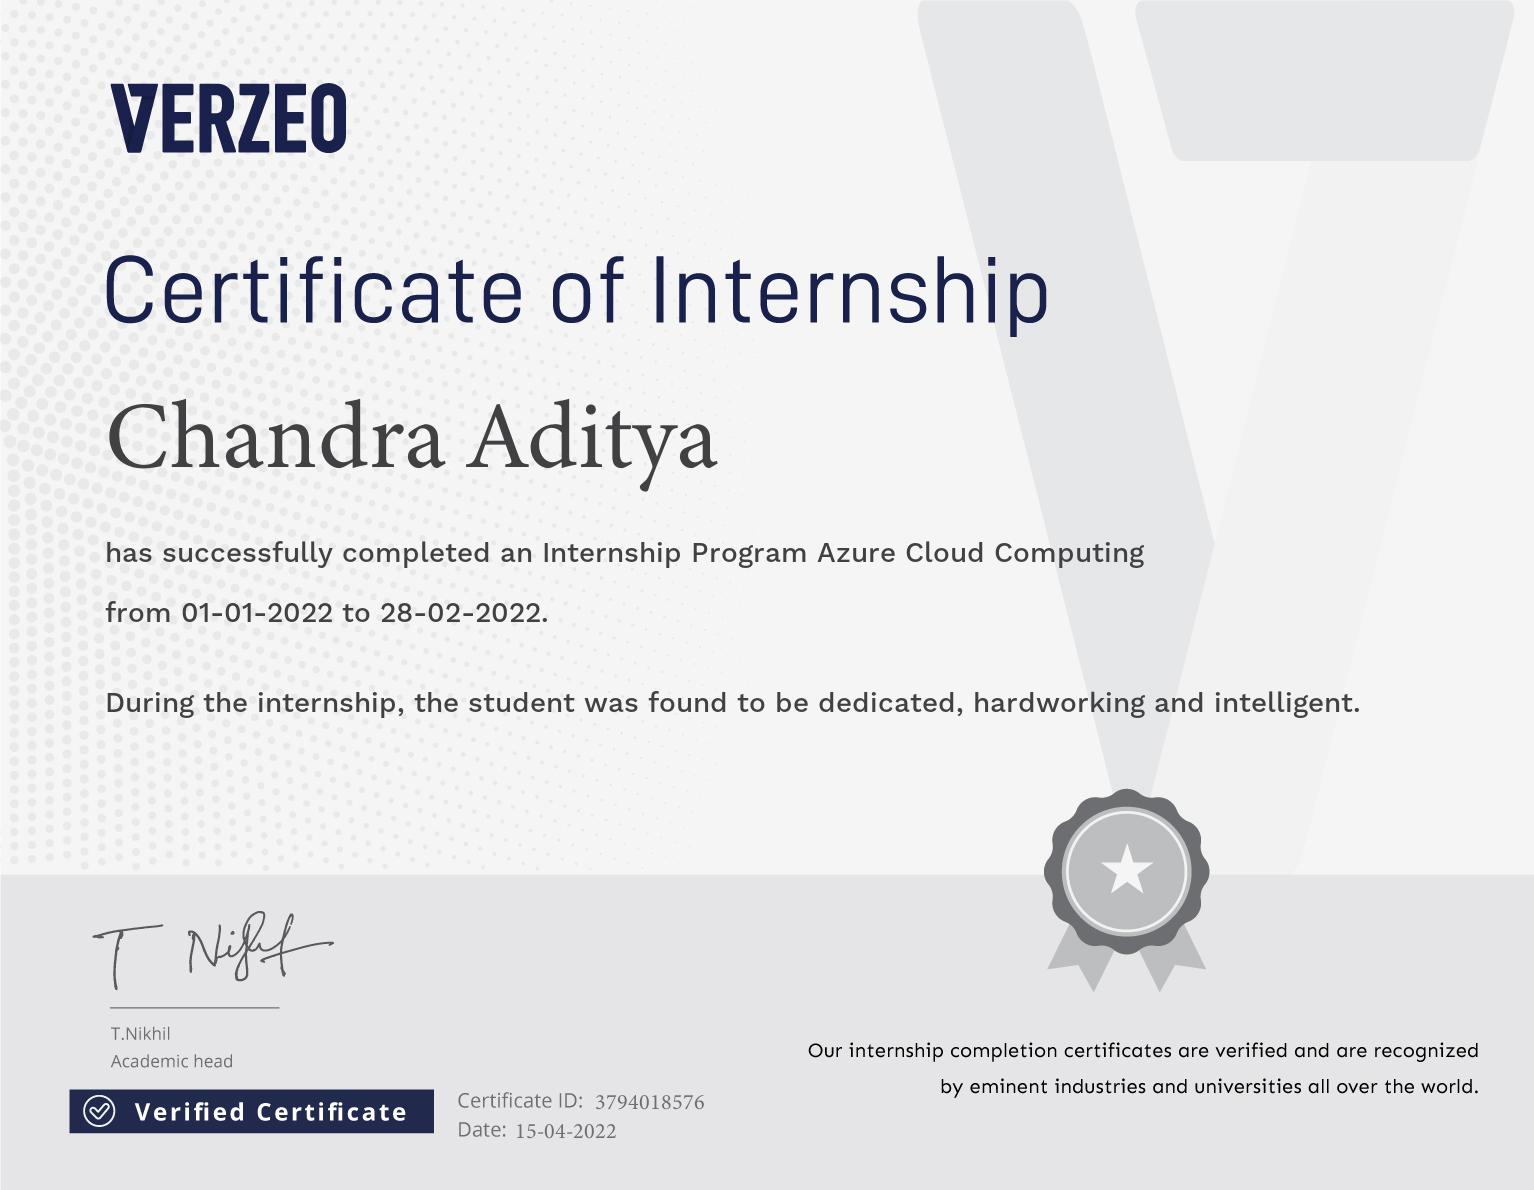 VERZEO
Certificate of Internship
Chandra Aditya
has successfully completed an Internship Program Azure Cloud Computing
from 01-01-2022 to 28-02-2022.
During the internship, the student was found to be dedicated, hardworking and intelligent.
T Nikhil
T.Nikhil
Academic head
Verified Certificate
Certificate ID: 3794018576
Date: 15-04-2022
Our internship completion certificates are verified and are recognized
by eminent industries and universities all over the world.